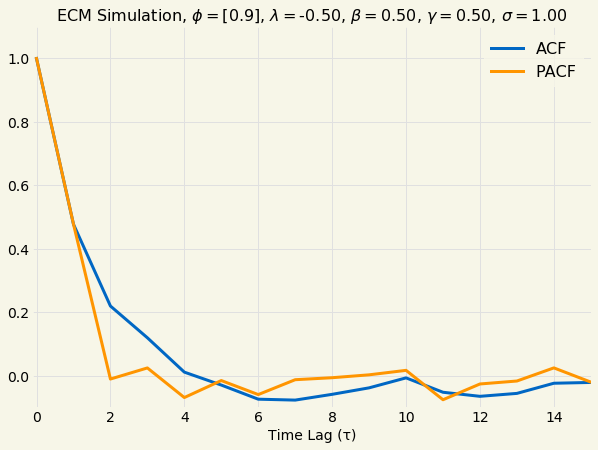 ECM Simulation, ϕ = [0.9], λ = -0.50, β = 0.50, γ = 0.50, σ = 1.00
ACF
PACF
1.0
0.8
0.6
0.4
0.2
0.0
0 2 4 6 8 10 12 14
Time Lag (τ)